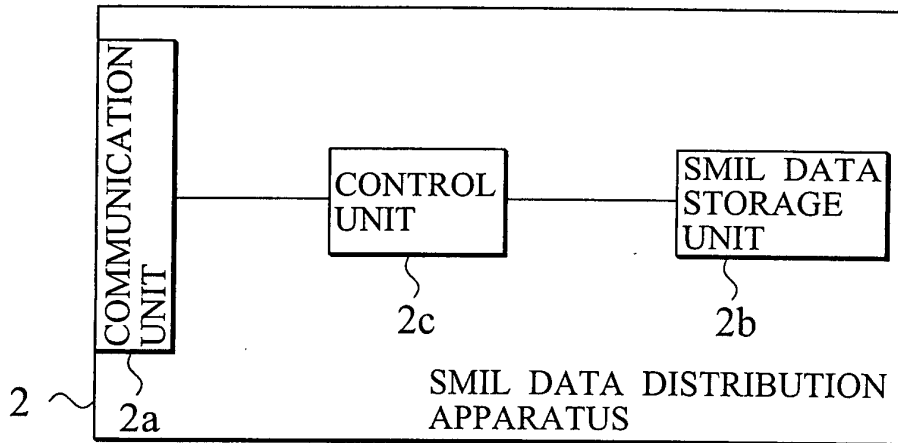 COMMUNICATION
UNIT
CONTROL
UNIT
SMIL DATA
STORAGE
UNIT
2c
2b
2
2a
SMIL DATA DISTRIBUTION
APPARATUS